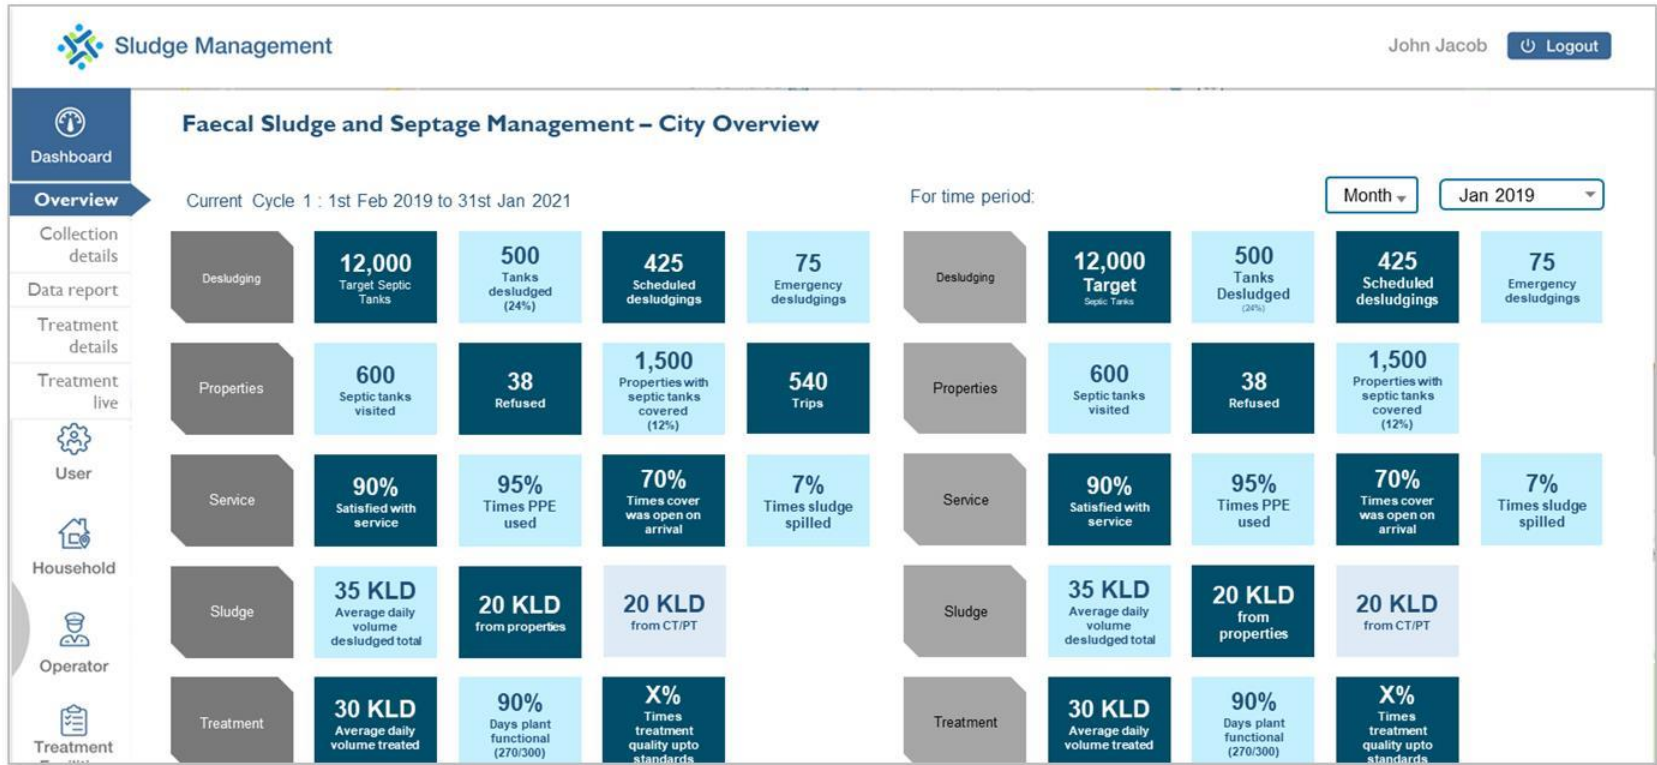 Sludge Management
John Jacob
Logout
Dashboard
Overview
Collection
details
Data report
Treatment
details
Treatment
live
User
Household
Operator
Treatment
Faecal Sludge and Septage Management – City Overview
Current Cycle 1 : 1st Feb 2019 to 31st Jan 2021
Desludging
12,000
Target Septic
Tanks
500
Tanks
desludged
(24%)
425
Scheduled
desludgings
75
Emergency
desludgings
Properties
600
Septic tanks
visited
38
Refused
1,500
Properties with
septic tanks
covered
(12%)
540
Trips
Service
90%
Satisfied with
service
95%
Times PPE
used
70%
Times cover
was open on
arrival
7%
Times sludge
spilled
Sludge
35 KLD
Average daily
volume
desludged total
20 KLD
from properties
20 KLD
from CT/PT
Treatment
30 KLD
Average daily
volume treated
90%
Days plant
functional
(270/300)
X%
Times
treatment
quality upto
standards
For time period:
Month
Jan 2019
Desludging
12,000
Target
Septic Tanks
500
Tanks
Desludged
(24%)
425
Scheduled
desludgings
75
Emergency
desludgings
Properties
600
Septic tanks
visited
38
Refused
1,500
Properties with
septic tanks
covered
(12%)
Service
90%
Satisfied with
service
95%
Times PPE
used
70%
Times cover
was open on
arrival
7%
Times sludge
spilled
Sludge
35 KLD
Average daily
volume
desludged total
20 KLD
from
properties
20 KLD
from CT/PT
Treatment
30 KLD
Average daily
volume treated
90%
Days plant
functional
(270/300)
X%
Times
treatment
quality upto
standards